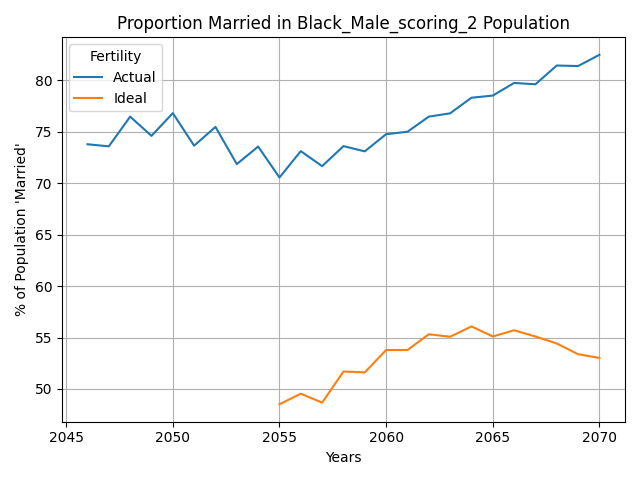 Proportion Married in Black_Male_scoring_2 Population
Fertility
Actual
Ideal
% of Population 'Married'
80
75
70
65
60
55
50
2045 2050 2055 2060 2065 2070
Years